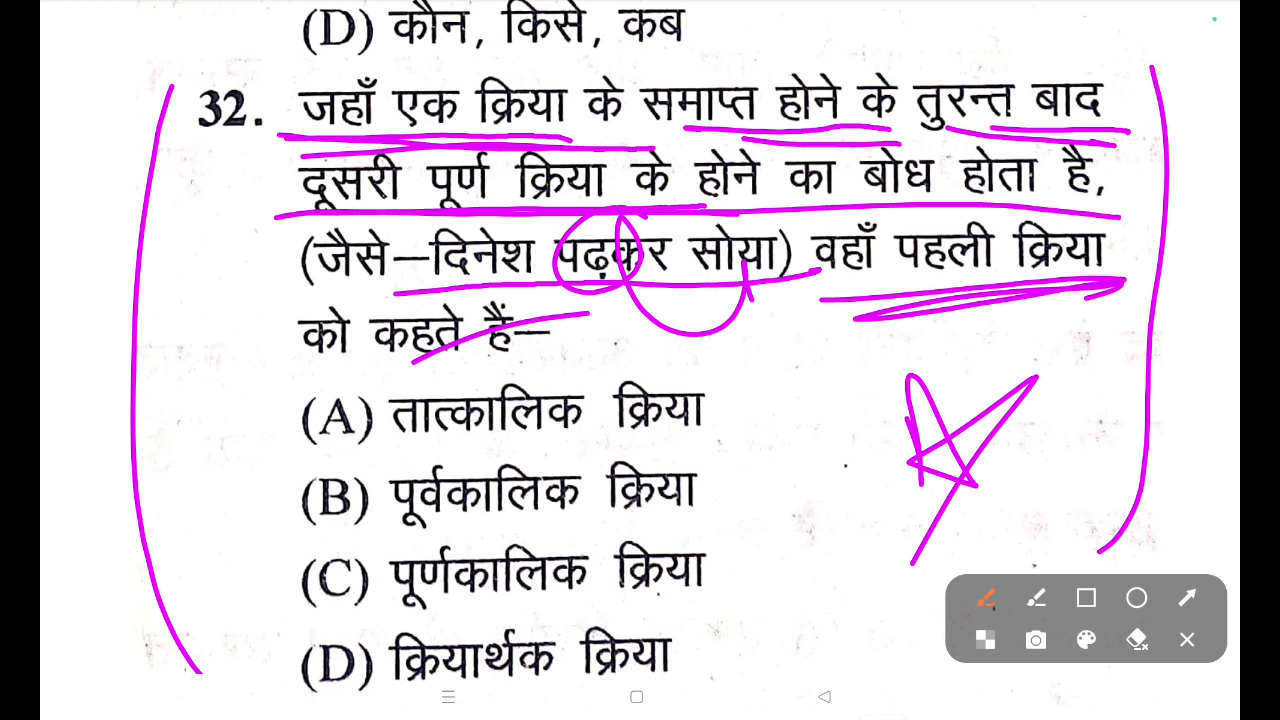 (D) कौन, किसे, कब
32. जहाँ एक क्रिया के समाप्त होने के तुरन्त बाद
दूसरी पूर्ण क्रिया के होने का बोध होता है,
(जैसे–दिनेश पढ़कर सोया) वहाँ पहली क्रिया
को कहते हैं–
(A) तात्कालिक क्रिया
(B) पूर्वकालिक क्रिया
(C) पूर्णकालिक क्रिया
(D) क्रियार्थक क्रिया